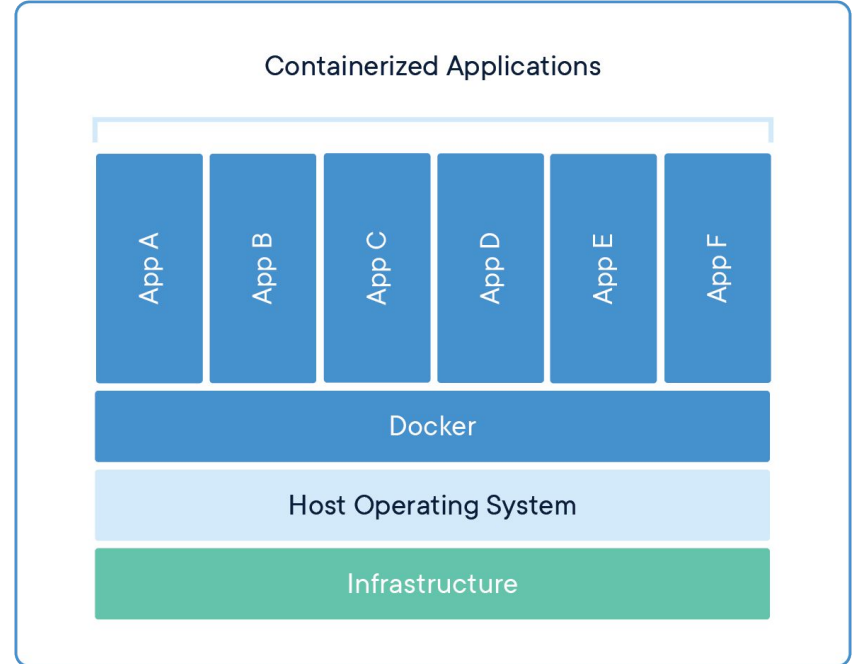 Containerized Applications
App A
App B
App C
App D
App E
App F
Docker
Host Operating System
Infrastructure